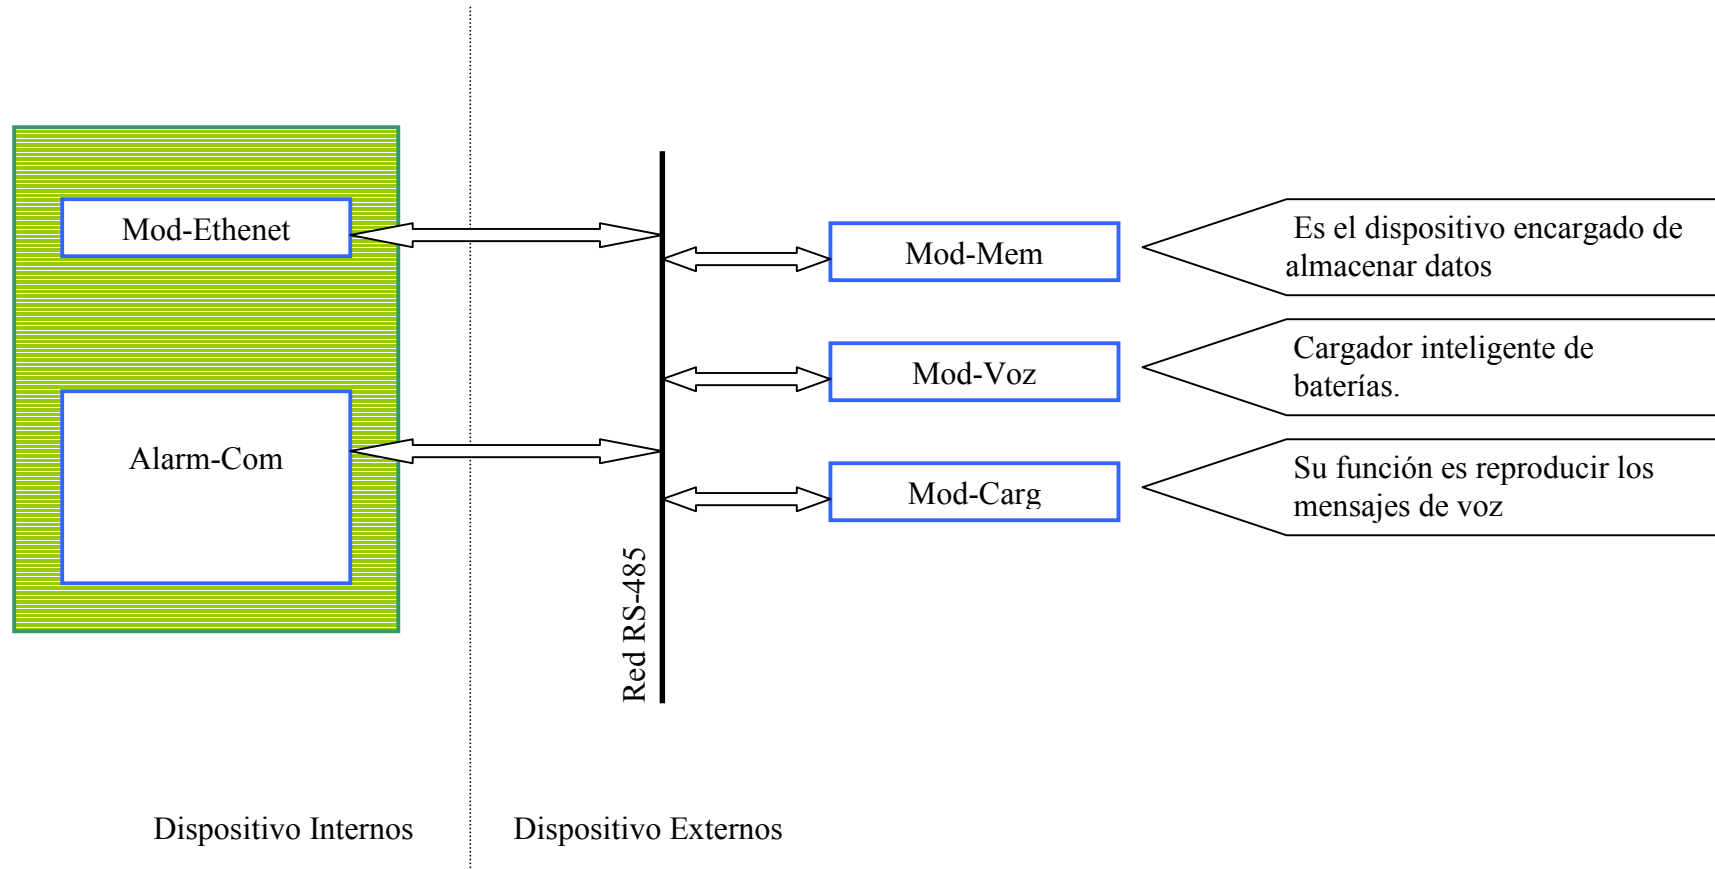 Mod-Ethenet
Alarm-Com
Red RS-485
Mod-Mem
Mod-Voz
Mod-Carg
Es el dispositivo encargado de
almacenar datos
Cargador inteligente de
baterías.
Su función es reproducir los
mensajes de voz
Dispositivo Internos
Dispositivo Externos